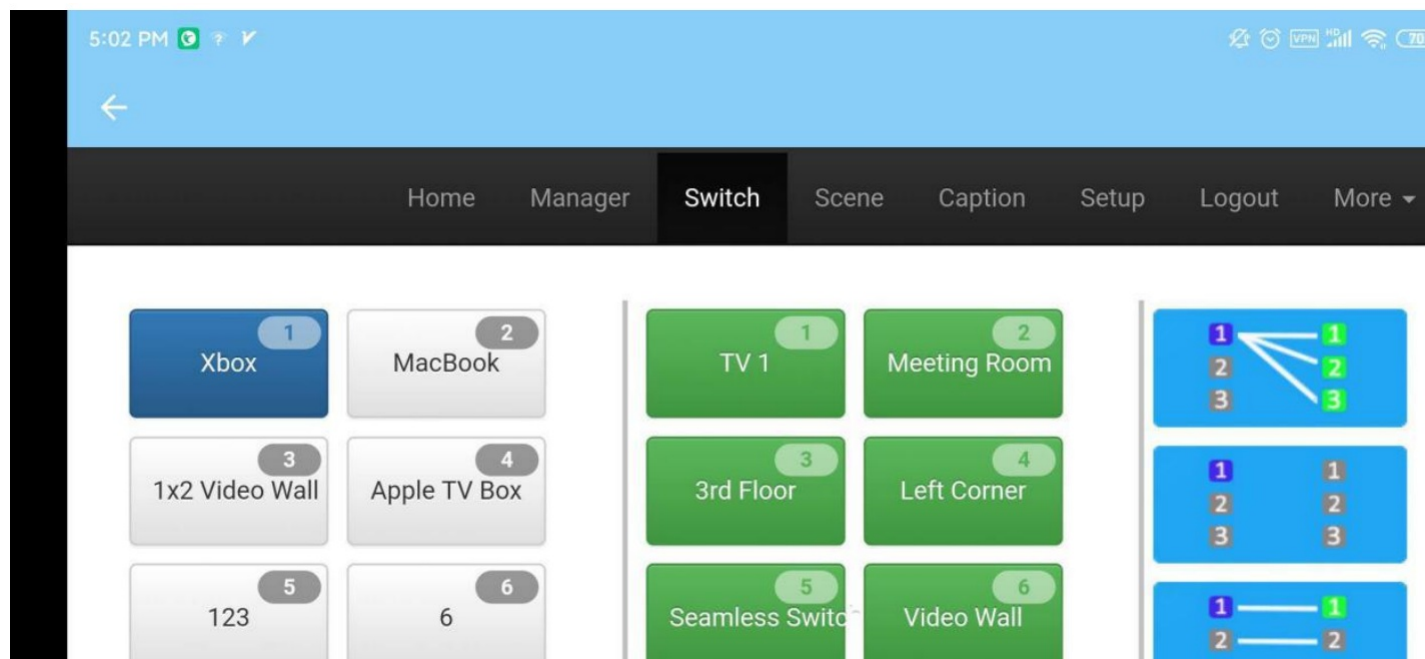 5:02 PM
VPN HD 70
Home Manager Switch Scene Caption Setup Logout More
1 2 1 2
Xbox MacBook TV 1 Meeting Room
3 4 3 4
1x2 Video Wall Apple TV Box 3rd Floor Left Corner
5 6 5 6
123 6 Seamless Switc Video Wall
1 1
2 2
3 3
1 1
2 2
3 3
1 1
2 2